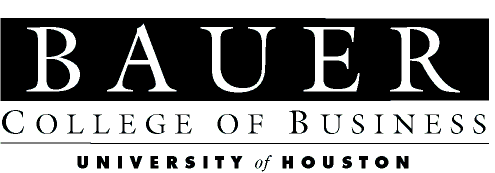 BAUER
COLLEGE OF BUSINESS
UNIVERSITY of HOUSTON